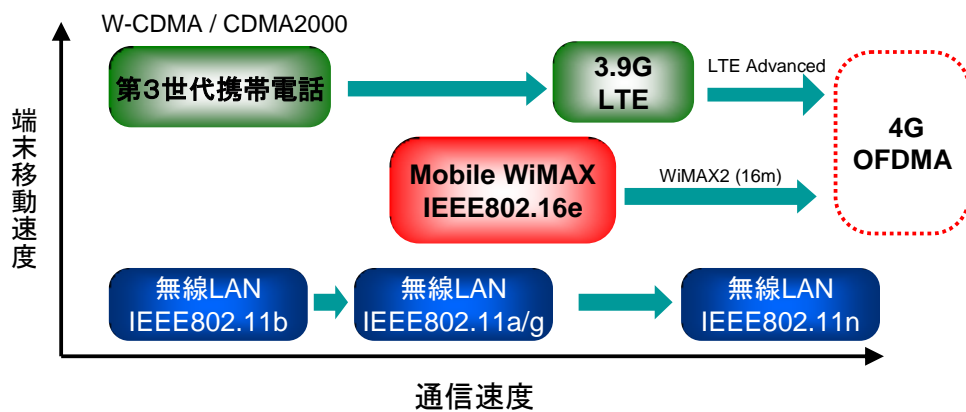 W-CDMA / CDMA2000
第3世代携帯電話
3.9G
LTE
LTE Advanced
4G
OFDMA
Mobile WiMAX
IEEE802.16e
WiMAX2 (16m)
端末移動速度
無線LAN
IEEE802.11b
無線LAN
IEEE802.11a/g
無線LAN
IEEE802.11n
通信速度